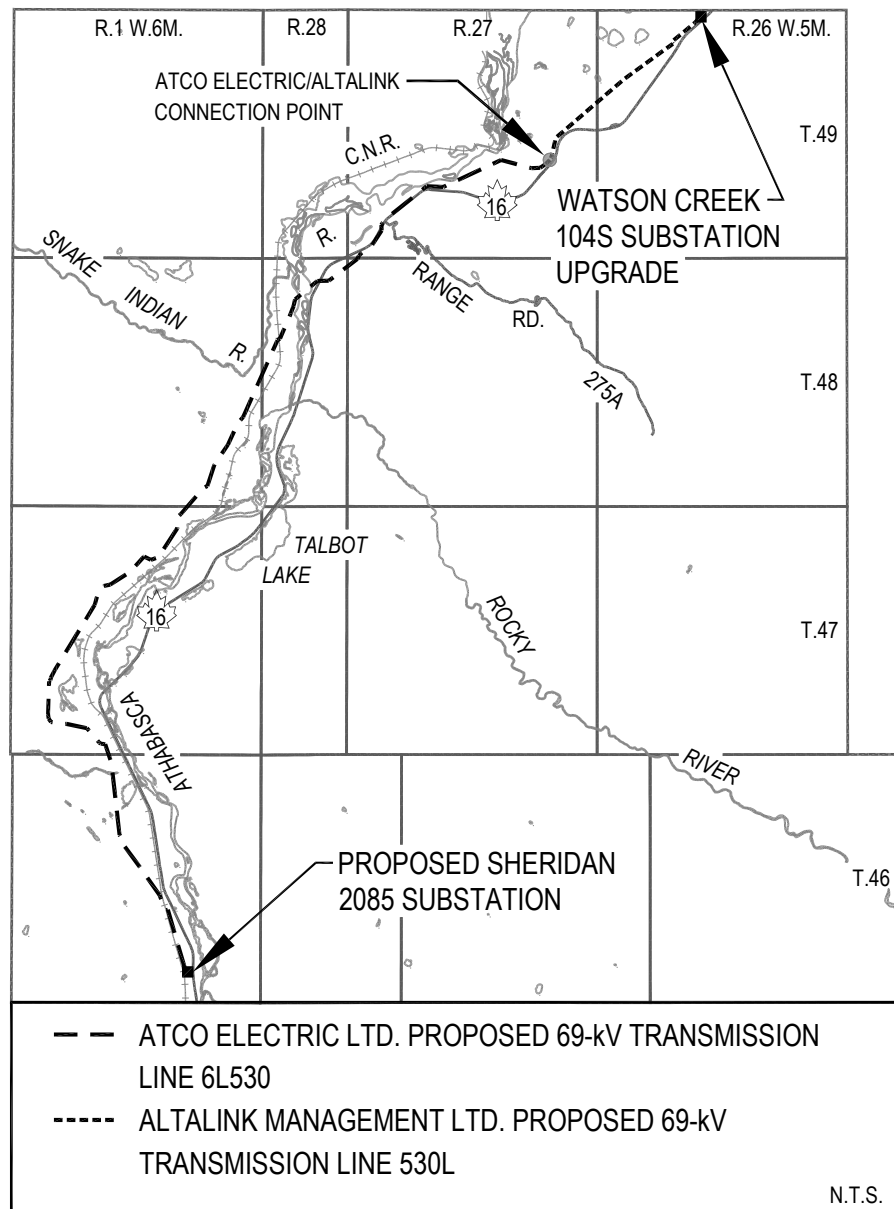 R.1 W.6M.
R.28
R.27
R.26 W.5M.
ATCO ELECTRIC/ALTALINK
CONNECTION POINT
T.49
C.N.R.
16
WATSON CREEK
104S SUBSTATION
UPGRADE
R.
SNAKE
INDIAN
R.
RANGE
RD.
275A
T.48
TALBOT
LAKE
16
ROCKY
T.47
ATHABASCA
RIVER
PROPOSED SHERIDAN
2085 SUBSTATION
T.46
ATCO ELECTRIC LTD. PROPOSED 69-kV TRANSMISSION
LINE 6L530
ALTALINK MANAGEMENT LTD. PROPOSED 69-kV
TRANSMISSION LINE 530L
N.T.S.